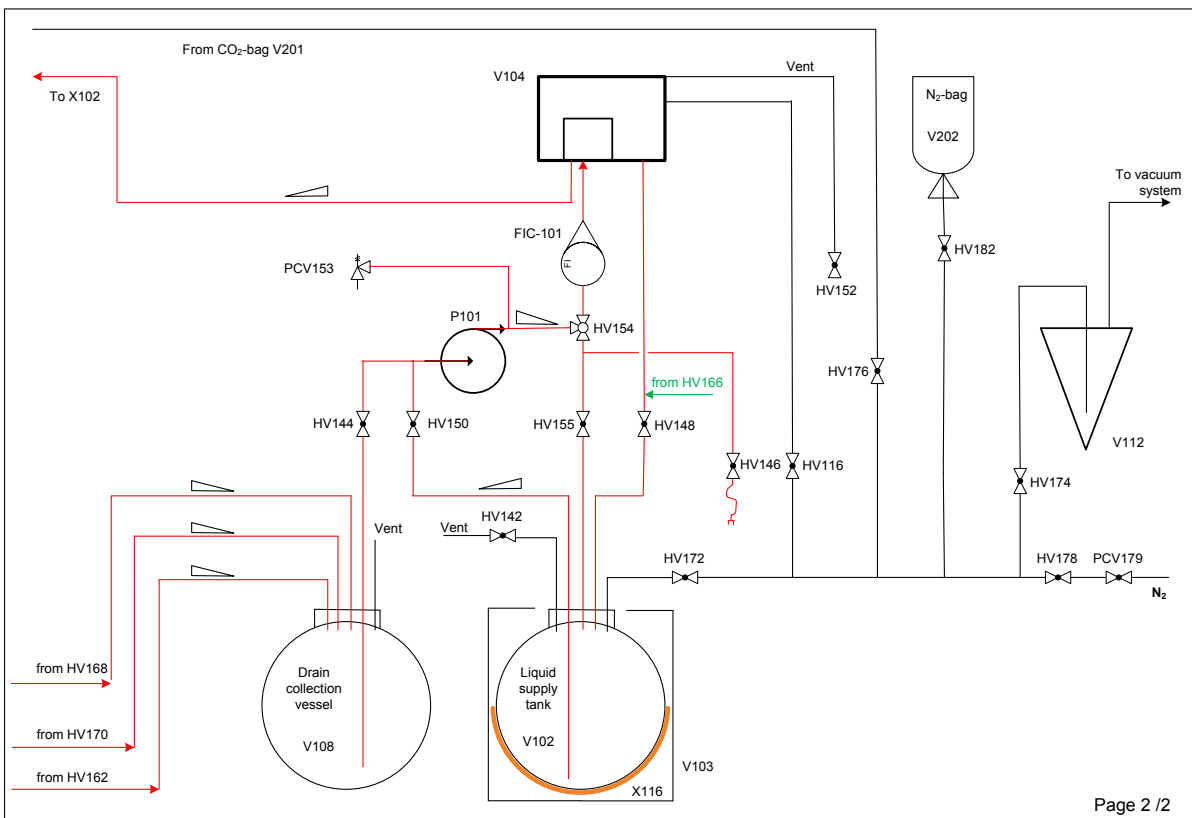 From CO₂-bag V201
To X102
V104
Vent
N₂-bag
V202
To vacuum
system
FIC-101
FI
HV182
PCV153
HV152
P101
HV154
HV176
from HV166
HV144
HV150
HV155
HV148
V112
HV146
HV116
HV174
Vent
Vent
HV142
HV172
HV178
PCV179
N₂
from HV168
Drain
collection
vessel
V108
Liquid
supply
tank
V102
from HV170
V103
from HV162
X116
Page 2 /2